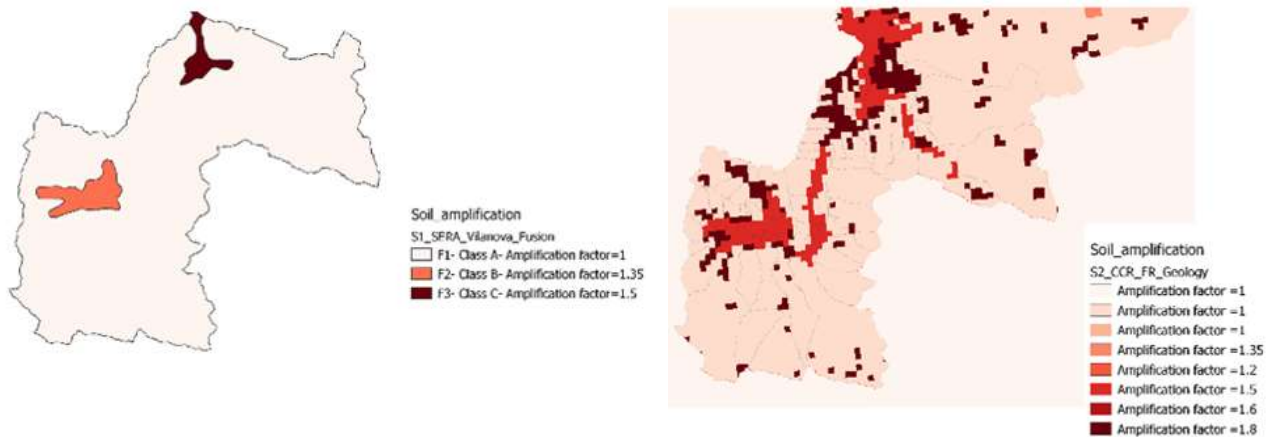 Soil_amplification
S1_SERA_Vilanova_Fusion
F1- Class A- Amplification factor=1
F2- Class B- Amplification factor=1.35
F3- Class C- Amplification factor=1.5
Soil_amplification
S2_CCR_FR_Geology
Amplification factor =1
Amplification factor =1
Amplification factor =1
Amplification factor =1.35
Amplification factor =1.2
Amplification factor =1.5
Amplification factor =1.6
Amplification factor =1.8